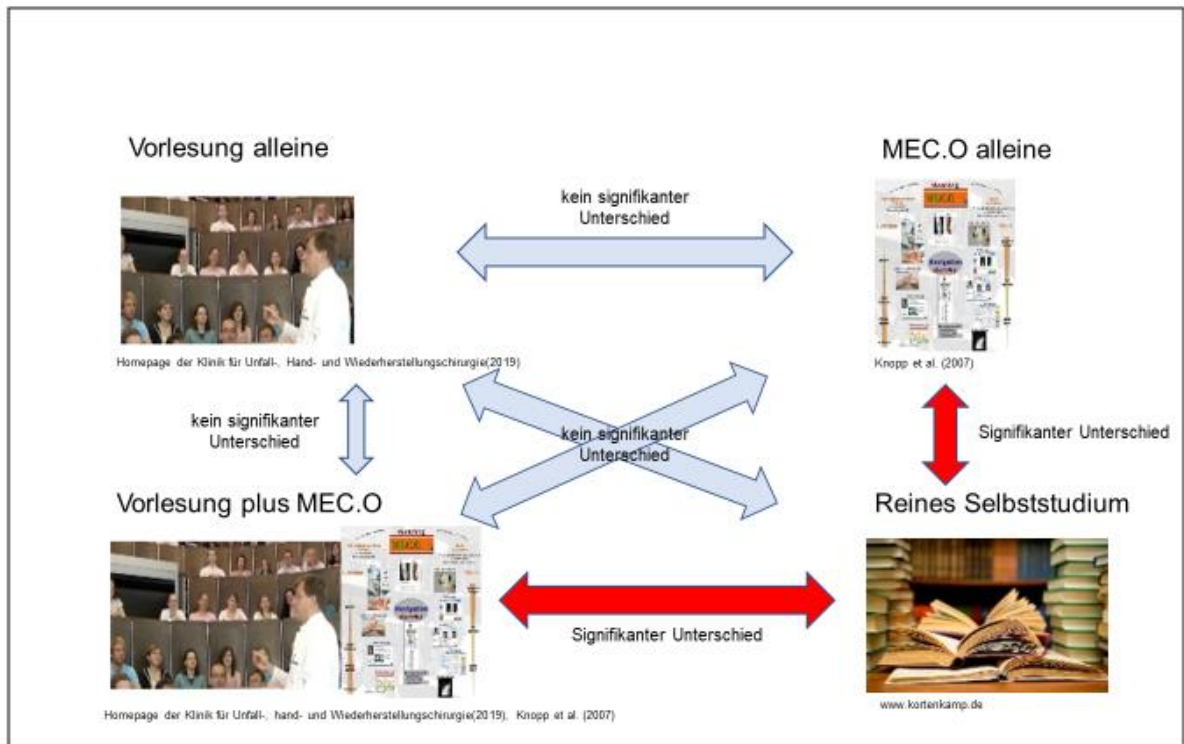 Vorlesung alleine
MEC.O alleine
kein signifikanter
Unterschied
Homepage der Klinik für Unfall-, Hand- und Wiederherstellungschirurgie(2019)
Knopp et al. (2007)
kein signifikanter
Unterschied
kein signifikanter
Unterschied
Signifikanter Unterschied
Vorlesung plus MEC.O
Reines Selbststudium
Signifikanter Unterschied
www.kortenkamp.de
Homepage der Klinik für Unfall-, hand- und Wiederherstellungschirurgie(2019), Knopp et al. (2007)